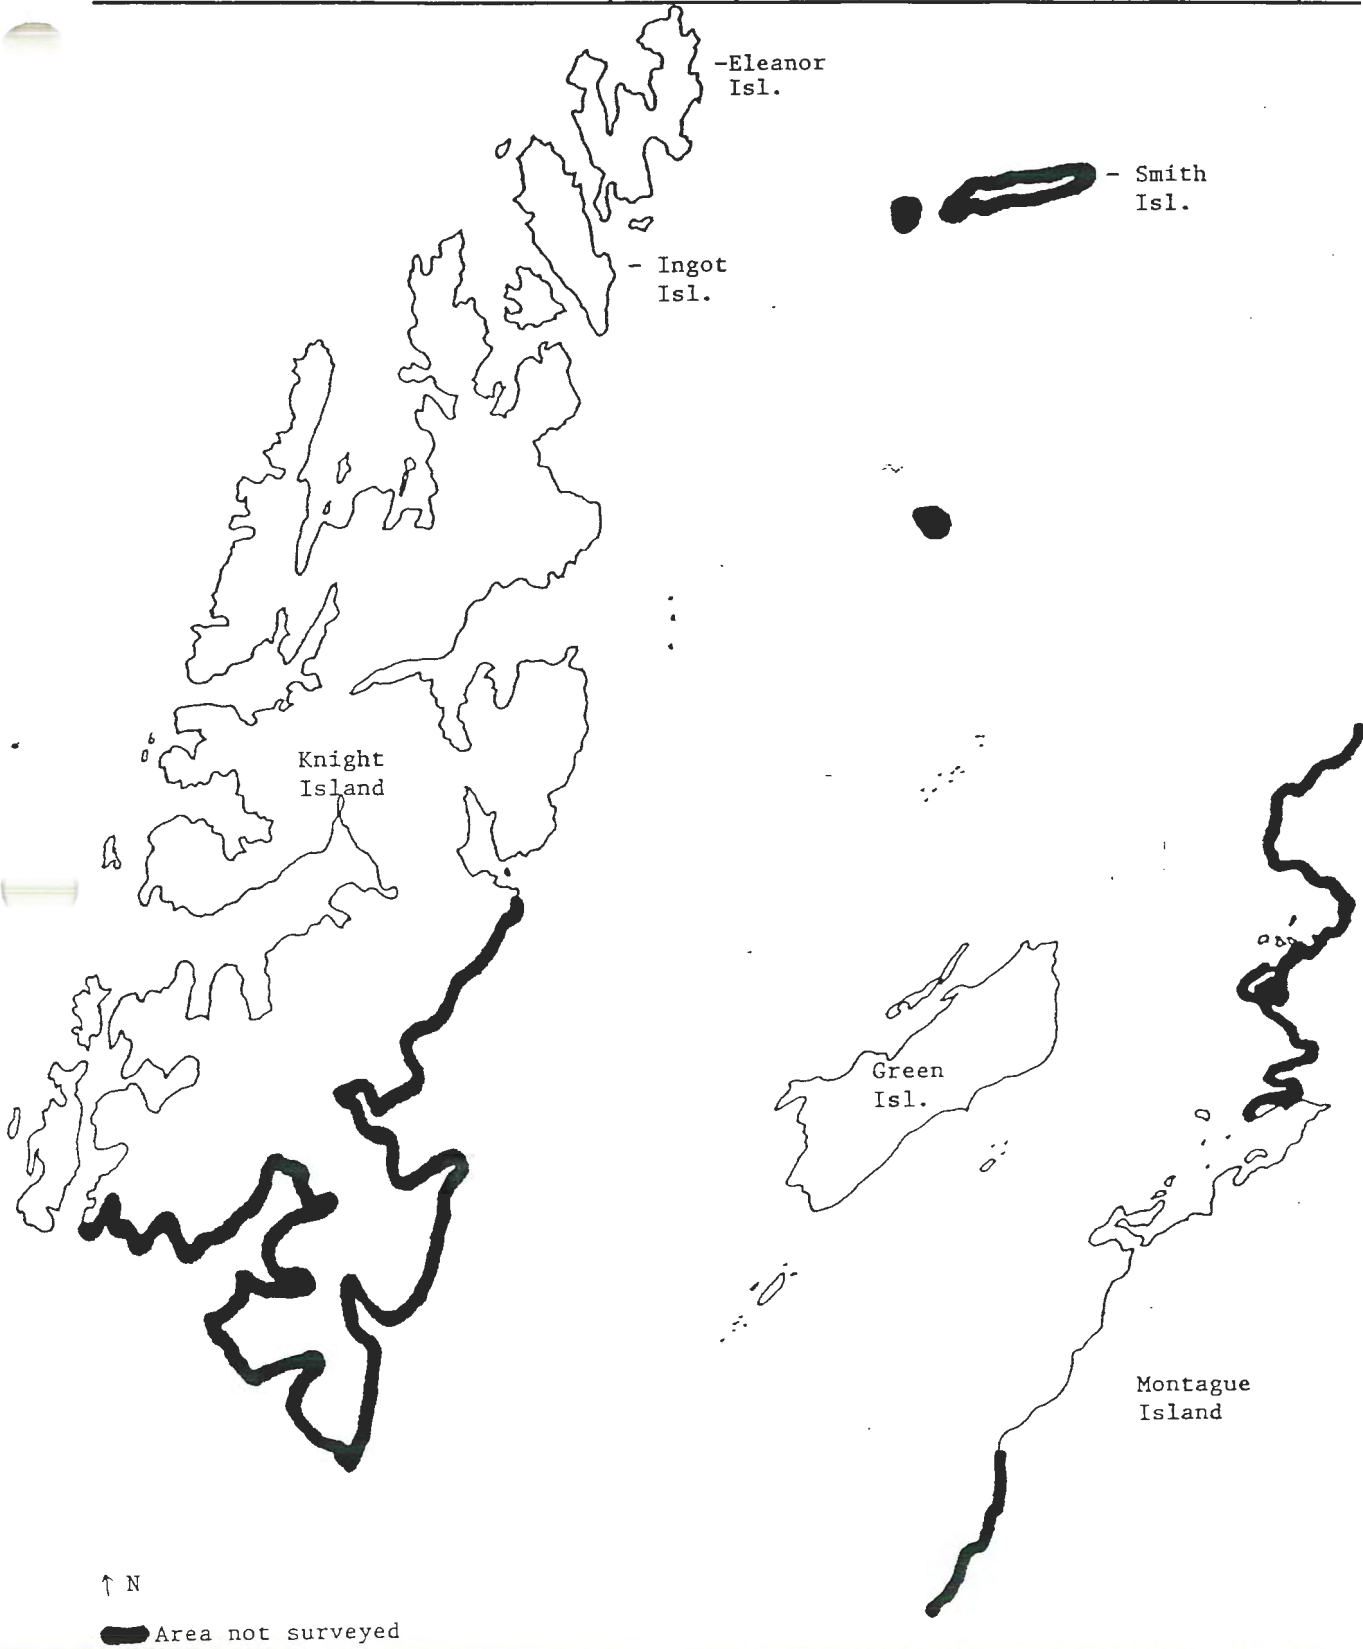 -Eleanor
Isl.
- Smith
Isl.
- Ingot
Isl.
Knight
Island
Green
Isl.
Montague
Island
↑ N
Area not surveyed